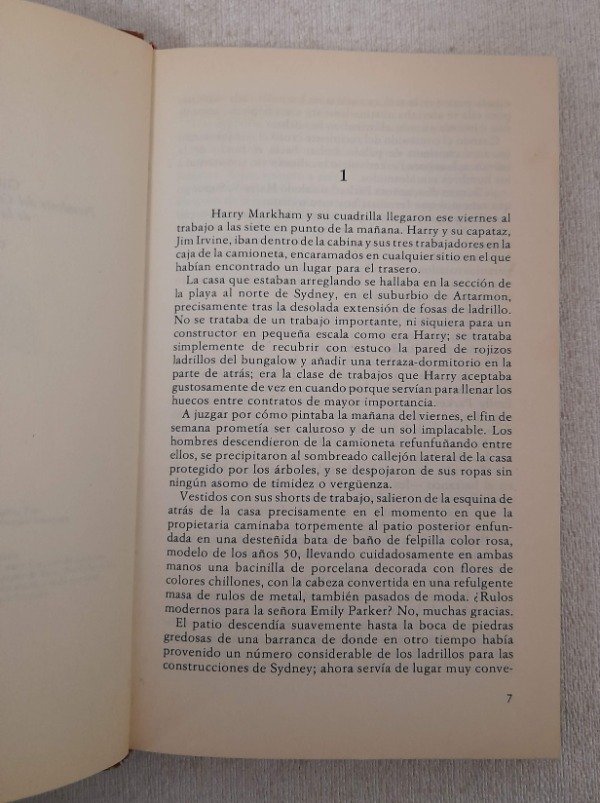 1
Harry Markham y su cuadrilla llegaron ese viernes al
trabajo a las siete en punto de la mañana. Harry y su capataz,
Jim Irvine, iban dentro de la cabina y sus tres trabajadores en la
caja de la camioneta, encaramados en cualquier sitio en el que
habían encontrado un lugar para el trasero.
La casa que estaban arreglando se hallaba en la sección de
la playa al norte de Sydney, en el suburbio de Artarmon,
precisamente tras la desolada extensión de fosas de ladrillo.
No se trataba de un trabajo importante, ni siquiera para un
constructor en pequeña escala como era Harry; se trataba
simplemente de recubrir con estuco la pared de rojizos
ladrillos del bungalow y añadir una terraza-dormitorio en la
parte de atrás; era la clase de trabajos que Harry aceptaba
gustosamente de vez en cuando porque servían para llenar los
huecos entre contratos de mayor importancia.
A juzgar por cómo pintaba la mañana del viernes, el fin de
semana prometía ser caluroso y de un sol implacable. Los
hombres descendieron de la camioneta refunfuñando entre
ellos, se precipitaron al sombreado callejón lateral de la casa
protegido por los árboles, y se despojaron de sus ropas sin
ningún asomo de timidez o vergüenza.
Vestidos con sus shorts de trabajo, salieron de la esquina de
atrás de la casa precisamente en el momento en que la
propietaria caminaba torpemente al patio posterior enfun-
dada en una desteñida bata de baño de felpilla color rosa,
modelo de los años 50, llevando cuidadosamente en ambas
manos una bacinilla de porcelana decorada con flores de
colores chillones, con la cabeza convertida en una refulgente
masa de rulos de metal, también pasados de moda. ¿Rulos
modernos para la señora Emily Parker? No, muchas gracias.
El patio descendía suavemente hasta la boca de piedras
gredosas de una barranca de donde en otro tiempo había
provenido un número considerable de los ladrillos para las
construcciones de Sydney; ahora servía de lugar muy conve-
7